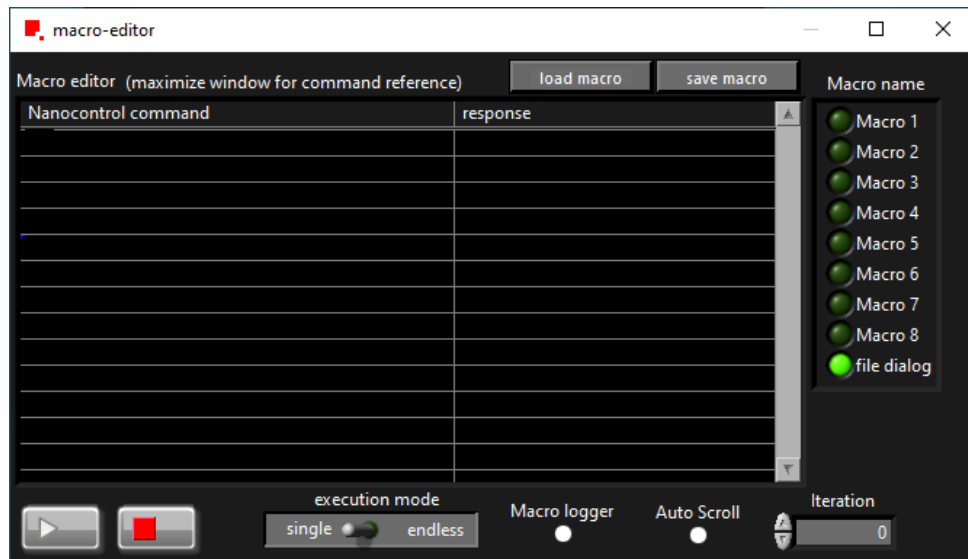 macro-editor
Macro editor (maximize window for command reference)
load macro
save macro
Macro name
Nanocontrol command
response
Macro 1
Macro 2
Macro 3
Macro 4
Macro 5
Macro 6
Macro 7
Macro 8
file dialog
execution mode
single
endless
Macro logger
Auto Scroll
Iteration
0